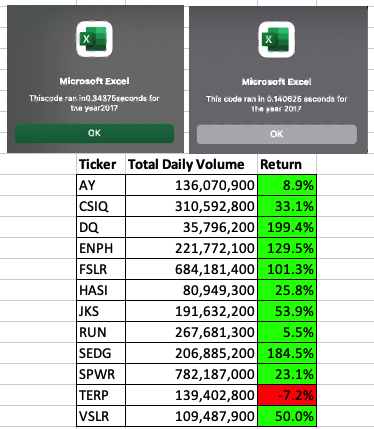 X
Microsoft Excel
Thiscode ran in0.34375seconds for
the year2017
OK
X
Microsoft Excel
This code ran in 0.140625 seconds for
the year 2017
OK
Ticker Total Daily Volume Return
AY 136,070,900 8.9%
CSIQ 310,592,800 33.1%
DQ 35,796,200 199.4%
ENPH 221,772,100 129.5%
FSLR 684,181,400 101.3%
HASI 80,949,300 25.8%
JKS 191,632,200 53.9%
RUN 267,681,300 5.5%
SEDG 206,885,200 184.5%
SPWR 782,187,000 23.1%
TERP 139,402,800 -7.2%
VSLR 109,487,900 50.0%